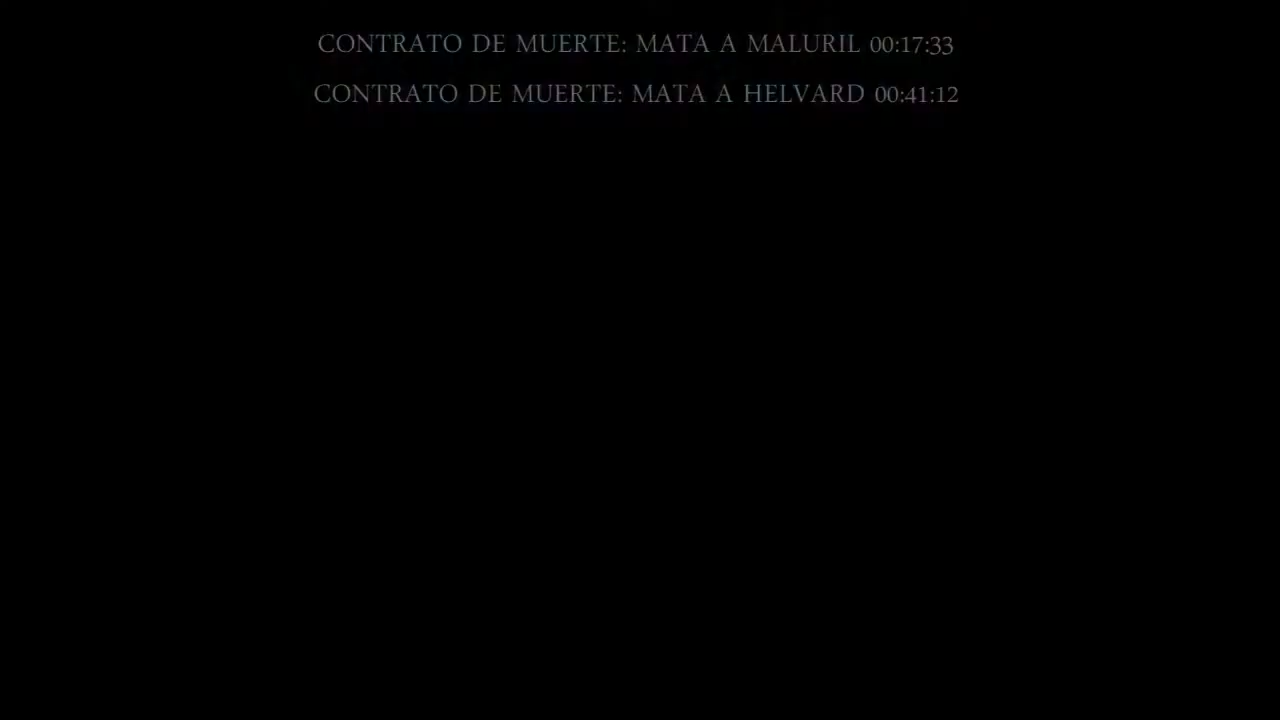 CONTRATO DE MUERTE: MATA A MALURIL 00:17:33
CONTRATO DE MUERTE: MATA A HELVARD 00:41:12